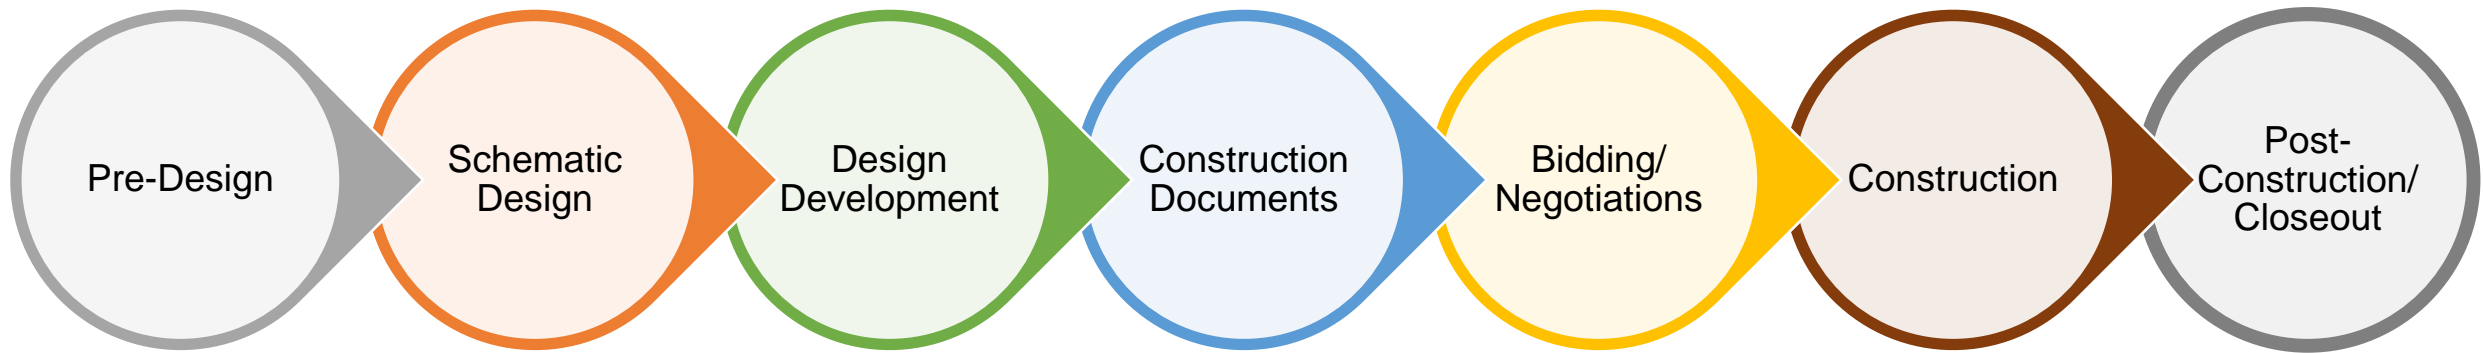 Pre-Design
Schematic
Design
Design
Development
Construction
Documents
Bidding/
Negotiations
Construction
Post-
Construction/
Closeout